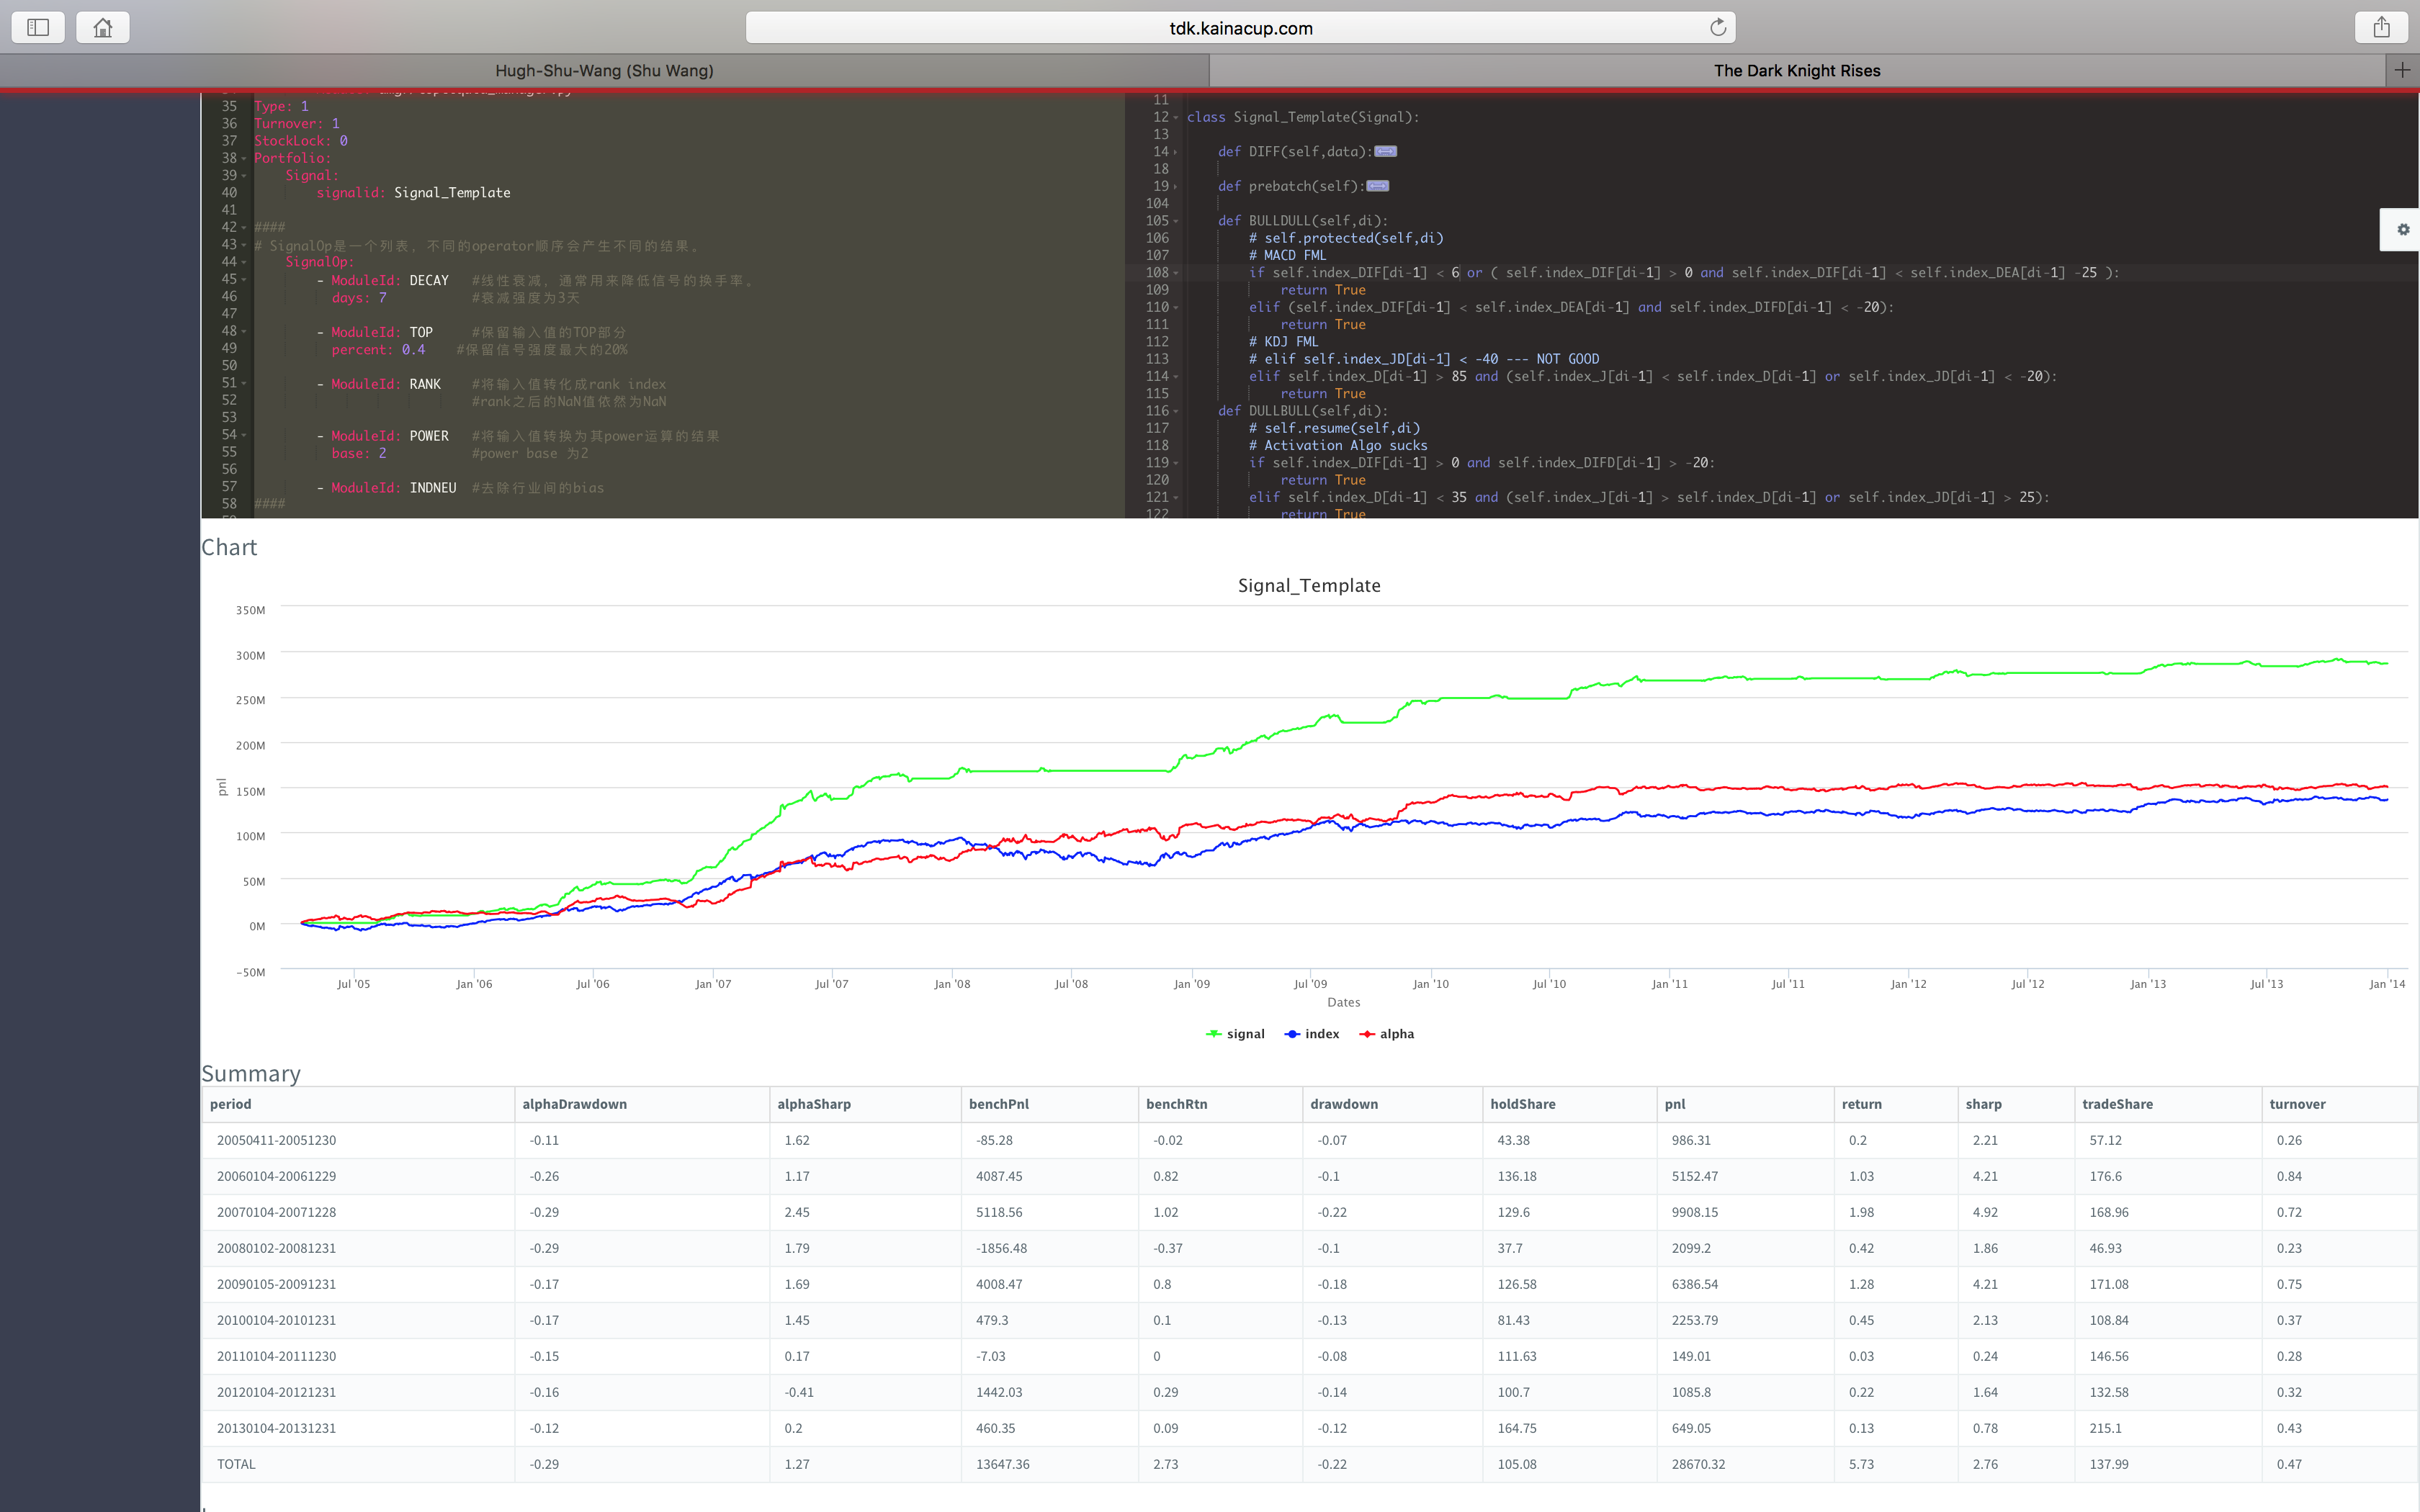 tdk.kainacup.com
Hugh-Shu-Wang (Shu Wang)
The Dark Knight Rises
35 Type: 1
36 Turnover: 1
37 StockLock: 0
38 Portfolio:
39 Signal:
40 signalid: Signal_Template
41
42 ####
43 # SignalOp是一个列表，不同的operator顺序会产生不同的结果。
44 SignalOp:
45 - ModuleId: DECAY #线性衰减，通常用来降低信号的换手率。
46 days: 7 #衰减强度为3天
47
48 - ModuleId: TOP #保留输入值的TOP部分
49 percent: 0.4 #保留信号强度最大的20%
50
51 - ModuleId: RANK #将输入值转化成rank index
52 #rank之后的NaN值依然为NaN
53
54 - ModuleId: POWER #将输入值转换为其power运算的结果
55 base: 2 #power base 为2
56
57 - ModuleId: INDNEU #去除行业间的bias
58 ####
11
12 class Signal_Template(Signal):
13
14 def DIFF(self,data):
18
19 def prebatch(self):
104
105 def BULLDULL(self,di):
106 # self.protected(self,di)
107 # MACD FML
108 if self.index_DIF[di-1] < 6 or ( self.index_DIF[di-1] > 0 and self.index_DIF[di-1] < self.index_DEA[di-1] -25 ):
109 return True
110 elif (self.index_DIF[di-1] < self.index_DEA[di-1] and self.index_DIFD[di-1] < -20):
111 return True
112 # KDJ FML
113 # elif self.index_JD[di-1] < -40 --- NOT GOOD
114 elif self.index_D[di-1] > 85 and (self.index_J[di-1] < self.index_D[di-1] or self.index_JD[di-1] < -20):
115 return True
116 def DULLBULL(self,di):
117 # self.resume(self,di)
118 # Activation Algo sucks
119 if self.index_DIF[di-1] > 0 and self.index_DIFD[di-1] > -20:
120 return True
121 elif self.index_D[di-1] < 35 and (self.index_J[di-1] > self.index_D[di-1] or self.index_JD[di-1] > 25):
122 return True
Chart
Signal_Template
350M
300M
250M
200M
150M
100M
50M
0M
-50M
pnl
Jul '05 Jan '06 Jul '06 Jan '07 Jul '07 Jan '08 Jul '08 Jan '09 Jul '09 Jan '10 Jul '10 Jan '11 Jul '11 Jan '12 Jul '12 Jan '13 Jul '13 Jan '14
Dates
signal index alpha
Summary
period alphaDrawdown alphaSharp benchPnl benchRtn drawdown holdShare pnl return sharp tradeShare turnover
20050411-20051230 -0.11 1.62 -85.28 -0.02 -0.07 43.38 986.31 0.2 2.21 57.12 0.26
20060104-20061229 -0.26 1.17 4087.45 0.82 -0.1 136.18 5152.47 1.03 4.21 176.6 0.84
20070104-20071228 -0.29 2.45 5118.56 1.02 -0.22 129.6 9908.15 1.98 4.92 168.96 0.72
20080102-20081231 -0.29 1.79 -1856.48 -0.37 -0.1 37.7 2099.2 0.42 1.86 46.93 0.23
20090105-20091231 -0.17 1.69 4008.47 0.8 -0.18 126.58 6386.54 1.28 4.21 171.08 0.75
20100104-20101231 -0.17 1.45 479.3 0.1 -0.13 81.43 2253.79 0.45 2.13 108.84 0.37
20110104-20111230 -0.15 0.17 -7.03 0 -0.08 111.63 149.01 0.03 0.24 146.56 0.28
20120104-20121231 -0.16 -0.41 1442.03 0.29 -0.14 100.7 1085.8 0.22 1.64 132.58 0.32
20130104-20131231 -0.12 0.2 460.35 0.09 -0.12 164.75 649.05 0.13 0.78 215.1 0.43
TOTAL -0.29 1.27 13647.36 2.73 -0.22 105.08 28670.32 5.73 2.76 137.99 0.47